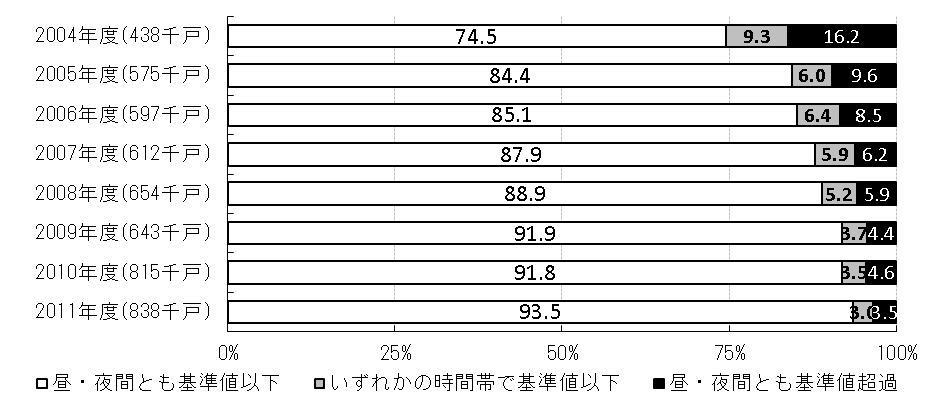 2004年度(438千戸) 74.5 9.3 16.2
2005年度(575千戸) 84.4 6.0 9.6
2006年度(597千戸) 85.1 6.4 8.5
2007年度(612千戸) 87.9 5.9 6.2
2008年度(654千戸) 88.9 5.2 5.9
2009年度(643千戸) 91.9 3.7 4.4
2010年度(815千戸) 91.8 3.5 4.6
2011年度(838千戸) 93.5 3.0 3.5
0% 25% 50% 75% 100%
昼・夜間とも基準値以下 いずれかの時間帯で基準値以下 昼・夜間とも基準値超過